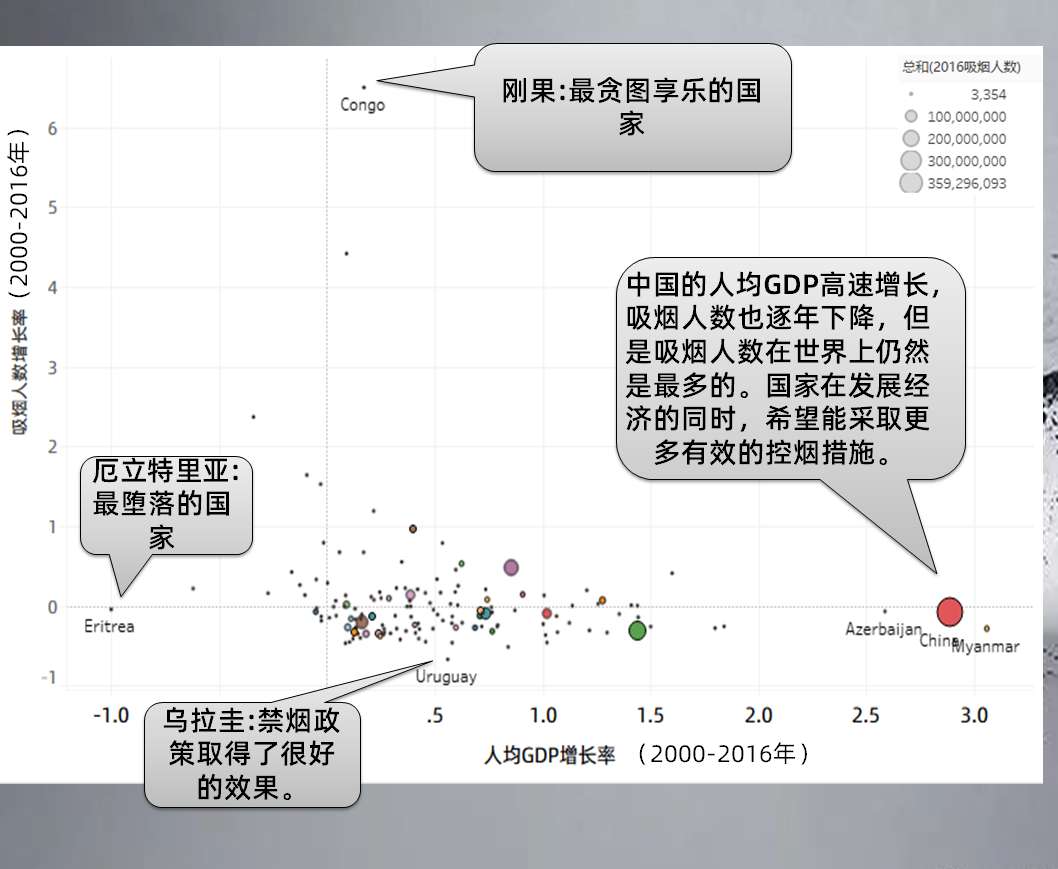 总和(2016吸烟人数)
3,354
100,000,000
200,000,000
300,000,000
359,296,093
刚果:最贪图享乐的国
家
Congo
中国的人均GDP高速增长，
吸烟人数也逐年下降，但
是吸烟人数在世界上仍然
是最多的。国家在发展经
济的同时，希望能采取更
多有效的控烟措施。
厄立特里亚:
最堕落的国
家
Eritrea
Azerbaijan
China
Myanmar
Uruguay
乌拉圭:禁烟政
策取得了很好
的效果。
吸烟人数增长率（2000-2016年）
6
5
4
3
2
1
0
-1
-1.0
.5
1.0
1.5
2.0
2.5
3.0
人均GDP增长率（2000-2016年）